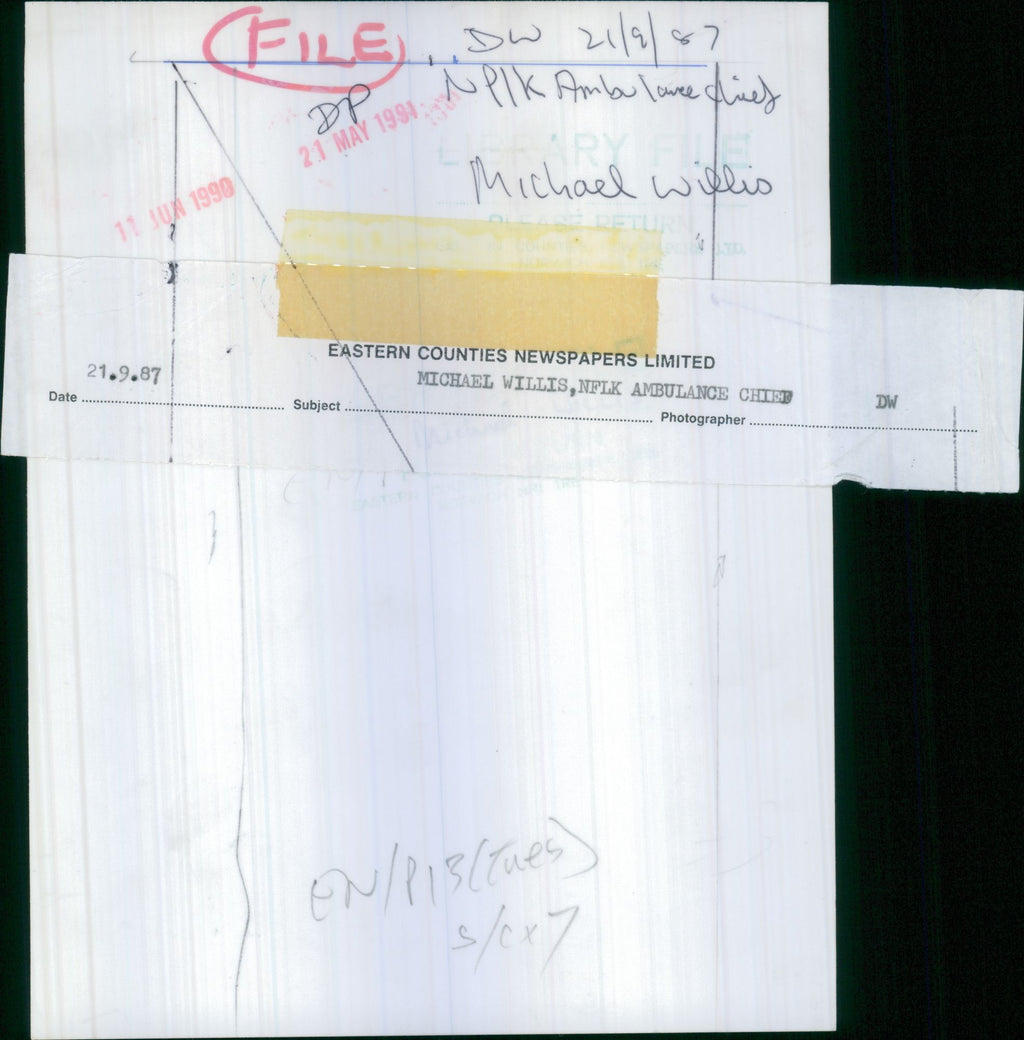 FILE
DW 21/9/87
DP
NFlK Ambulance chief
21 MAY 1991
LIBRARY FILE
Michael Willis
11 JUN 1990
PLEASE RETURN
EASTERN COUNTIES NEWSPAPERS LIMITED
21.9.87 MICHAEL WILLIS,NFLK AMBULANCE CHIEF DW
Date Subject Photographer
EN/P13(Tues)
s/cx7